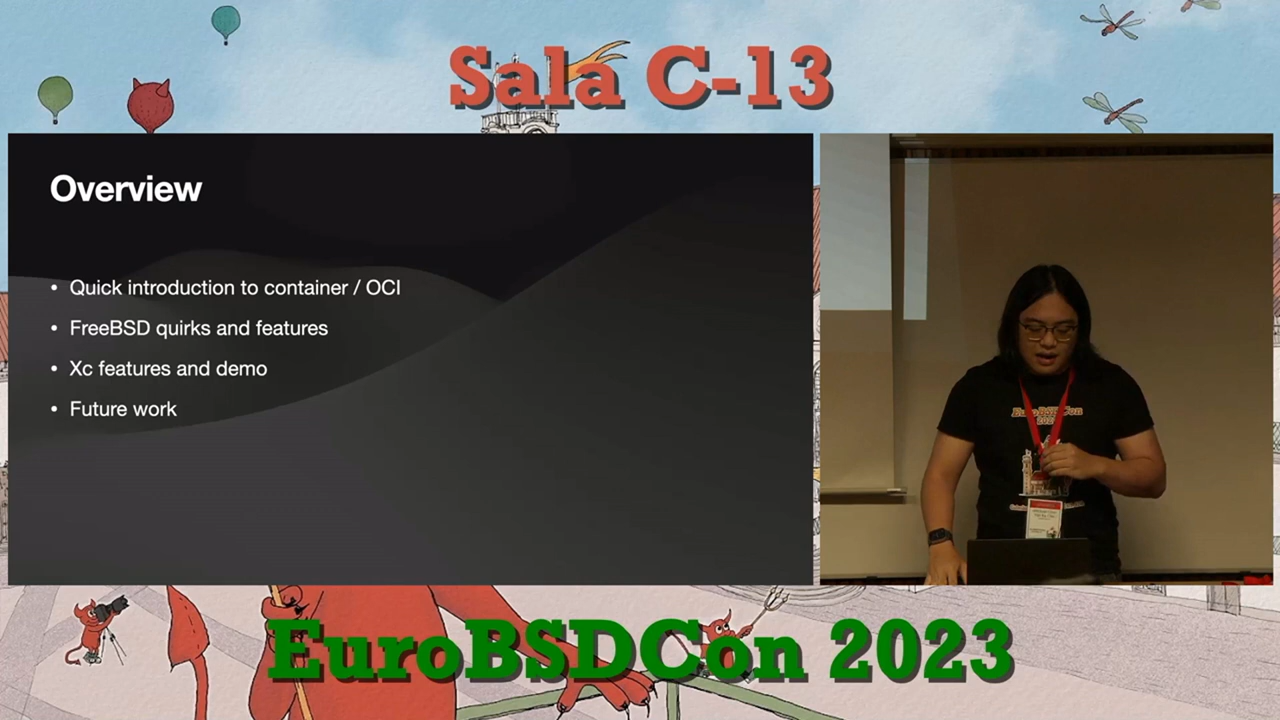 Sala C-13
Overview
• Quick introduction to container / OCI
• FreeBSD quirks and features
• Xc features and demo
• Future work
EuroBSDCon
EuroBSDCon 2023